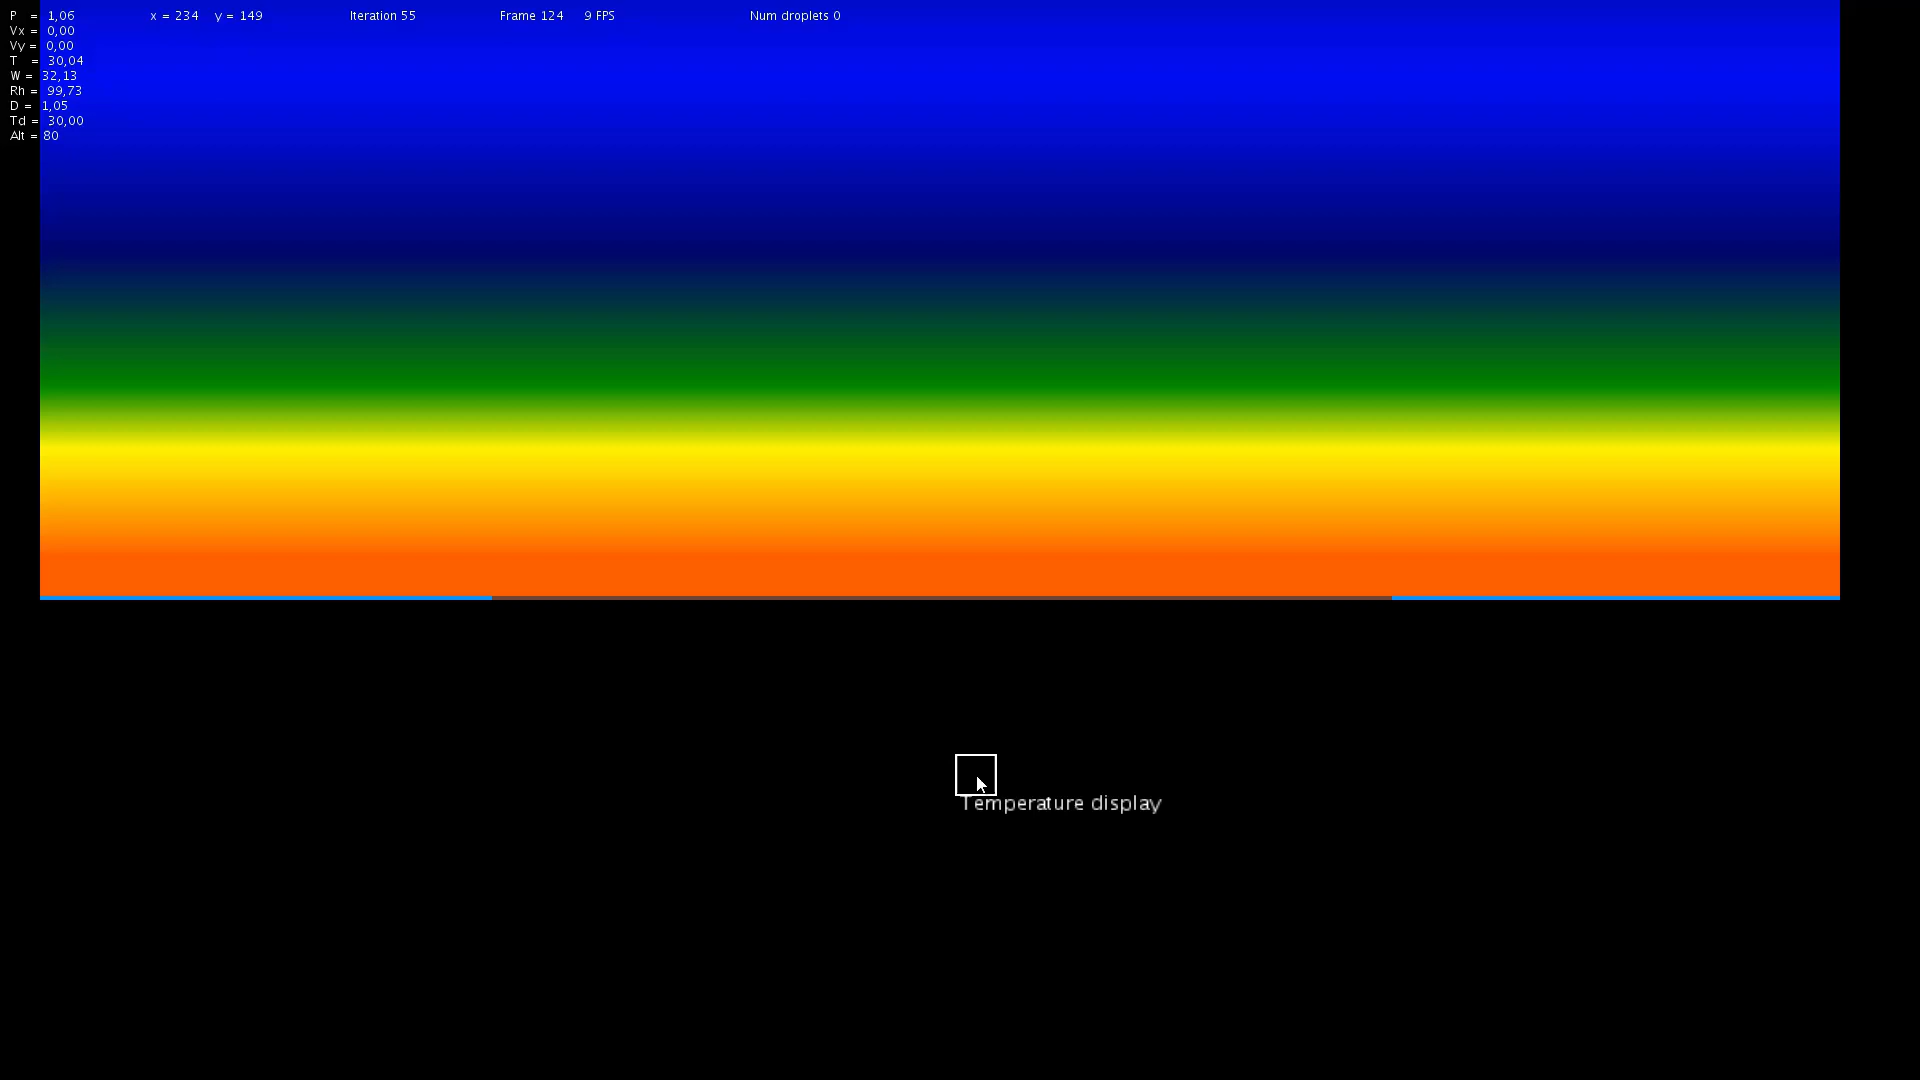 P = 1,06 x = 234 y = 149 Iteration 55 Frame 124 9 FPS Num droplets 0
Vx = 0,00
Vy = 0,00
T = 30,04
W = 32,13
Rh = 99,73
D = 1,05
Td = 30,00
Alt = 80
Temperature display